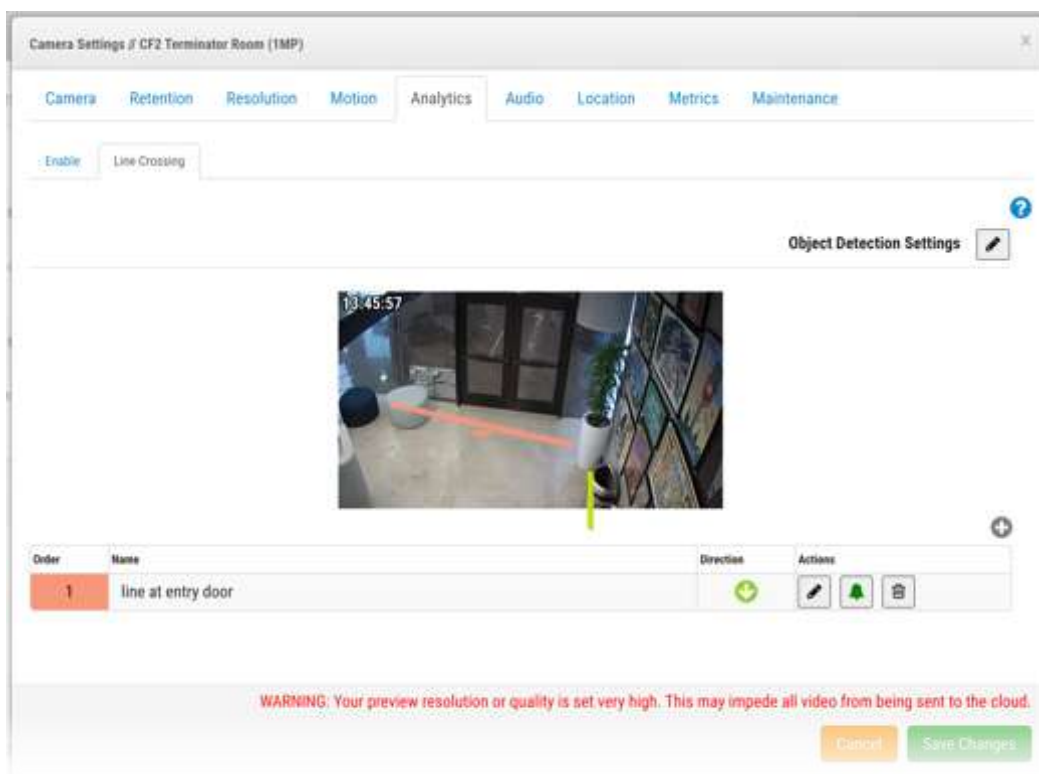 Camera Settings // CF2 Terminator Room (1MP)
×
Camera Retention Resolution Motion Analytics Audio Location Metrics Maintenance
Enable Line Crossing
?
Object Detection Settings
13:45:57
Order Name Direction Actions
1 line at entry door
WARNING: Your preview resolution or quality is set very high. This may impede all video from being sent to the cloud.
Cancel Save Changes